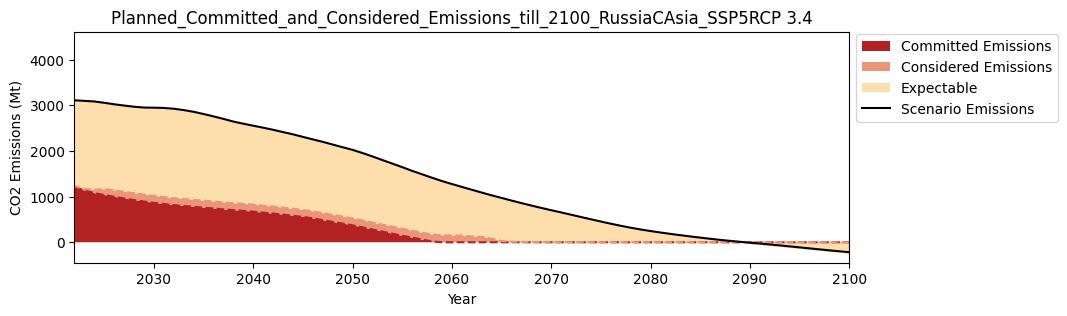 Planned_Committed_and_Considered_Emissions_till_2100_RussiaCAsia_SSP5RCP 3.4
Committed Emissions
Considered Emissions
Expectable
Scenario Emissions
CO2 Emissions (Mt)
4000
3000
2000
1000
0
2030 2040 2050 2060 2070 2080 2090 2100
Year